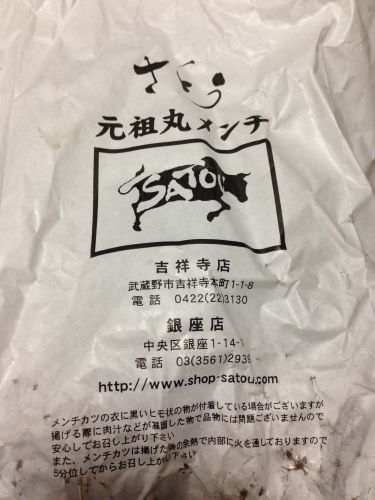 さとう
元祖丸メンチ
SATOU
吉祥寺店
武蔵野市吉祥寺本町1-1-8
電話 0422(22)3130
銀座店
中央区銀座1-14-1
電話 03(3561)2939
http://www.shop-satou.com
メンチカツの衣に黒いヒモ状の物が付着している場合がございますが
揚げる際に肉汁などが凝固した物で品物には問題ございませんので
安心してお召し上がり下さい
また、メンチカツは揚げた後の余熱で内部に火を通しておりますので
5分位してからお召し上がり下さい